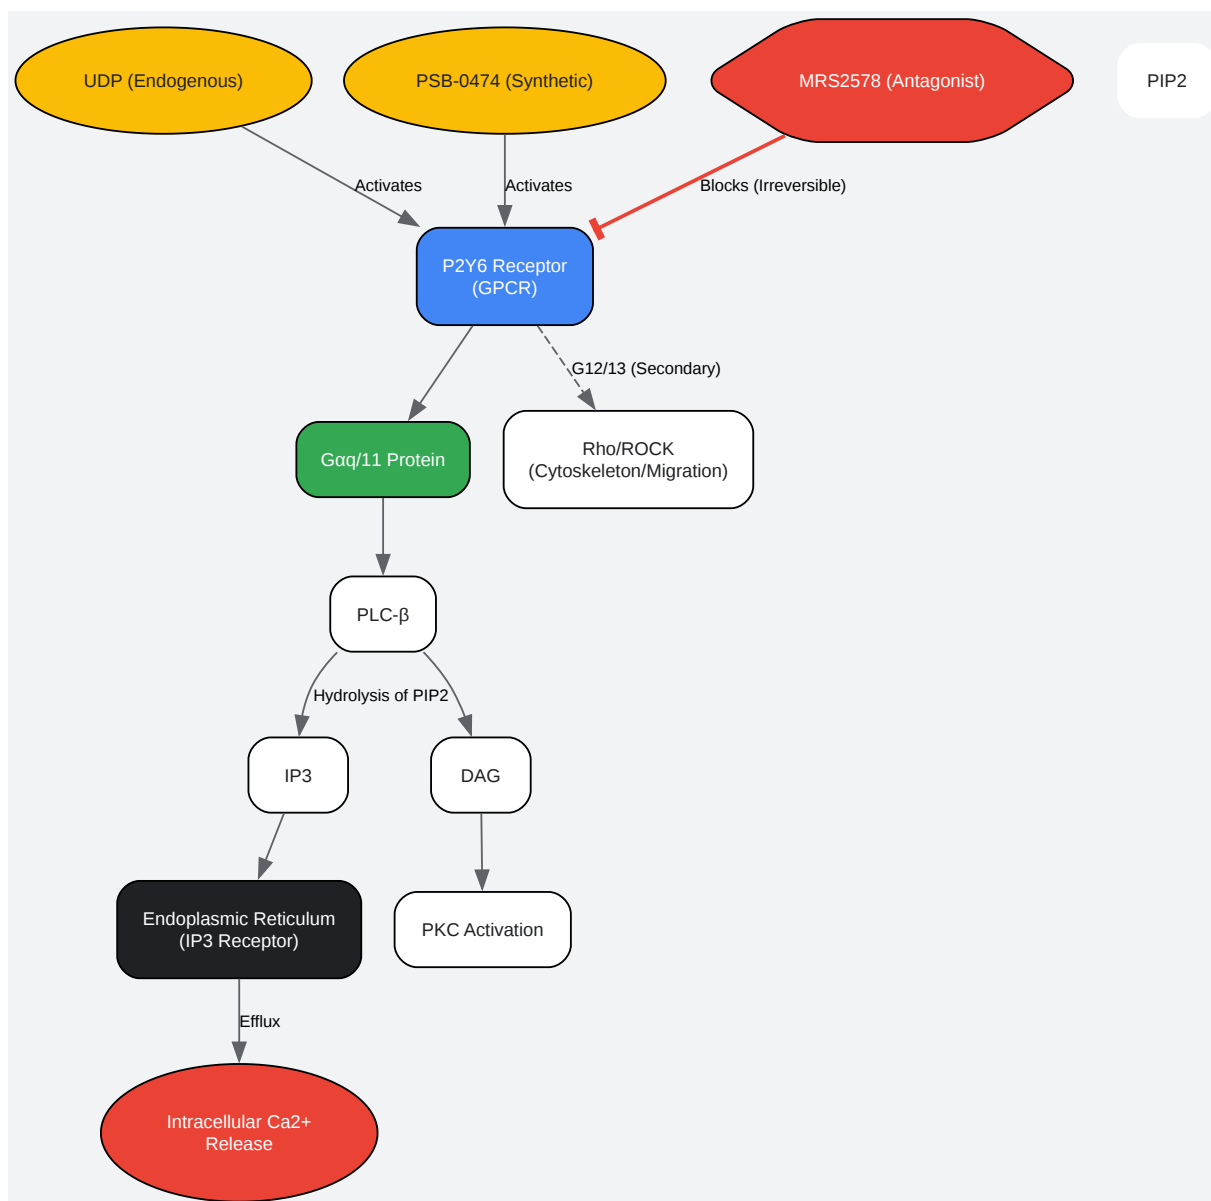 UDP (Endogenous)
PSB-0474 (Synthetic)
MRS2578 (Antagonist)
PIP2
Activates
Activates
Blocks (Irreversible)
P2Y6 Receptor
(GPCR)
G12/13 (Secondary)
Gαq/11 Protein
Rho/ROCK
(Cytoskeleton/Migration)
PLC-β
Hydrolysis of PIP2
IP3
DAG
Endoplasmic Reticulum
(IP3 Receptor)
PKC Activation
Efflux
Intracellular Ca2+
Release